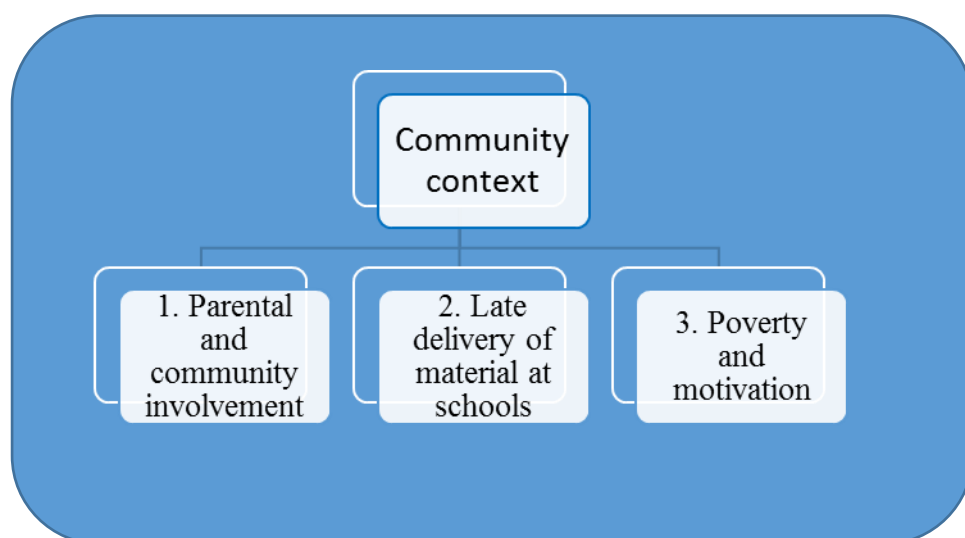 Community
context
1. Parental
and
community
involvement
2. Late
delivery of
material at
schools
3. Poverty
and
motivation